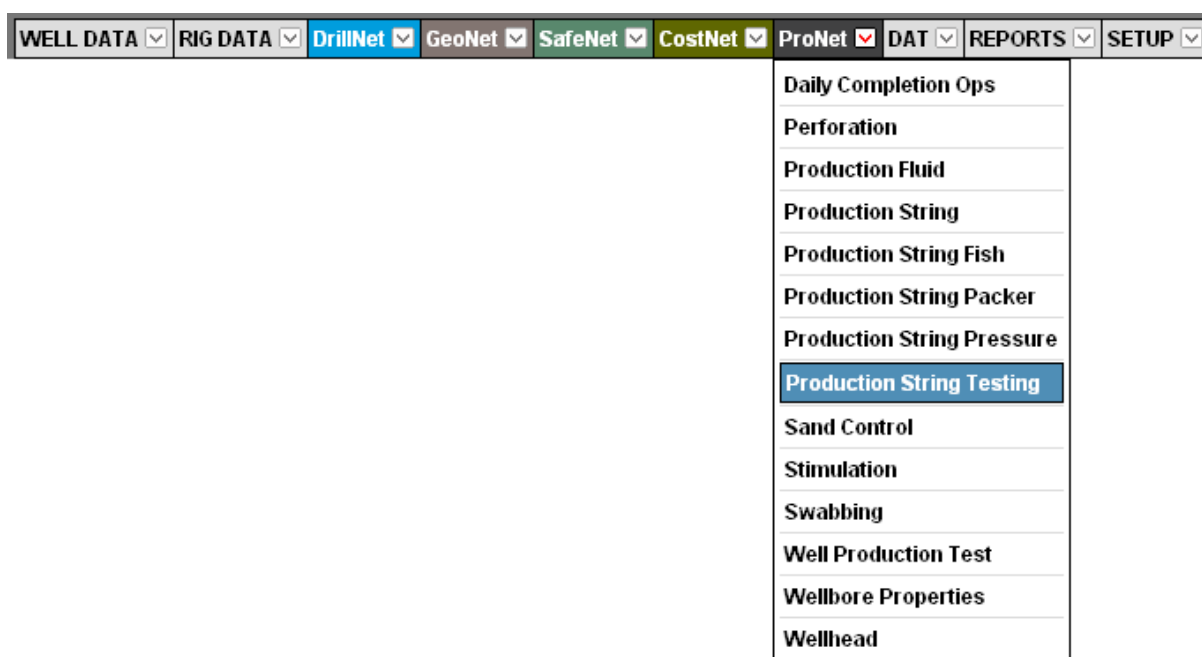 WELL DATA RIG DATA DrillNet GeoNet SafeNet CostNet ProNet DAT REPORTS SETUP
Daily Completion Ops
Perforation
Production Fluid
Production String
Production String Fish
Production String Packer
Production String Pressure
Production String Testing
Sand Control
Stimulation
Swabbing
Well Production Test
Wellbore Properties
Wellhead